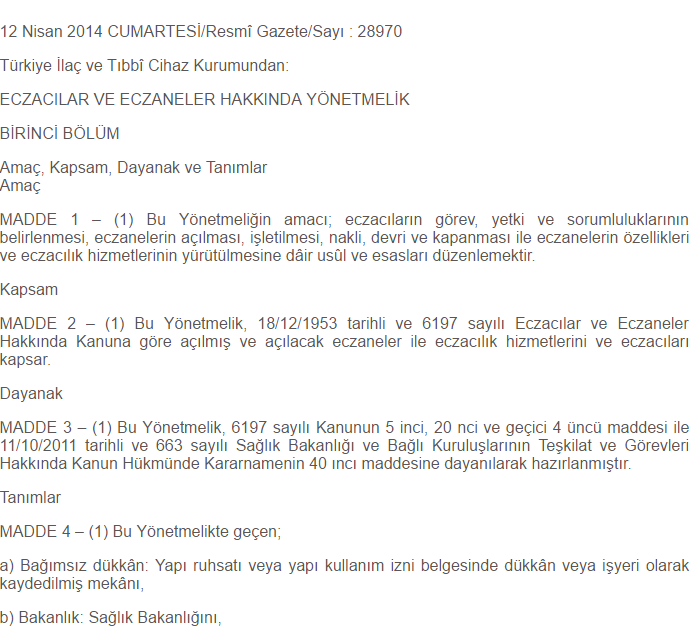 12 Nisan 2014 CUMARTESİ/Resmî Gazete/Sayı : 28970
Türkiye İlaç ve Tıbbî Cihaz Kurumundan:
ECZACILAR VE ECZANELER HAKKINDA YÖNETMELİK
BİRİNCİ BÖLÜM
Amaç, Kapsam, Dayanak ve Tanımlar
Amaç
MADDE 1 – (1) Bu Yönetmeliğin amacı; eczacıların görev, yetki ve sorumluluklarının
belirlenmesi, eczanelerin açılması, işletilmesi, nakli, devri ve kapanması ile eczanelerin özellikleri
ve eczacılık hizmetlerinin yürütülmesine dâir usûl ve esasları düzenlemektir.
Kapsam
MADDE 2 – (1) Bu Yönetmelik, 18/12/1953 tarihli ve 6197 sayılı Eczacılar ve Eczaneler
Hakkında Kanuna göre açılmış ve açılacak eczaneler ile eczacılık hizmetlerini ve eczacıları
kapsar.
Dayanak
MADDE 3 – (1) Bu Yönetmelik, 6197 sayılı Kanunun 5 inci, 20 nci ve geçici 4 üncü maddesi ile
11/10/2011 tarihli ve 663 sayılı Sağlık Bakanlığı ve Bağlı Kuruluşlarının Teşkilat ve Görevleri
Hakkında Kanun Hükmünde Kararnamenin 40 ıncı maddesine dayanılarak hazırlanmıştır.
Tanımlar
MADDE 4 – (1) Bu Yönetmelikte geçen;
a) Bağımsız dükkân: Yapı ruhsatı veya yapı kullanım izni belgesinde dükkân veya işyeri olarak
kaydedilmiş mekânı,
b) Bakanlık: Sağlık Bakanlığını,